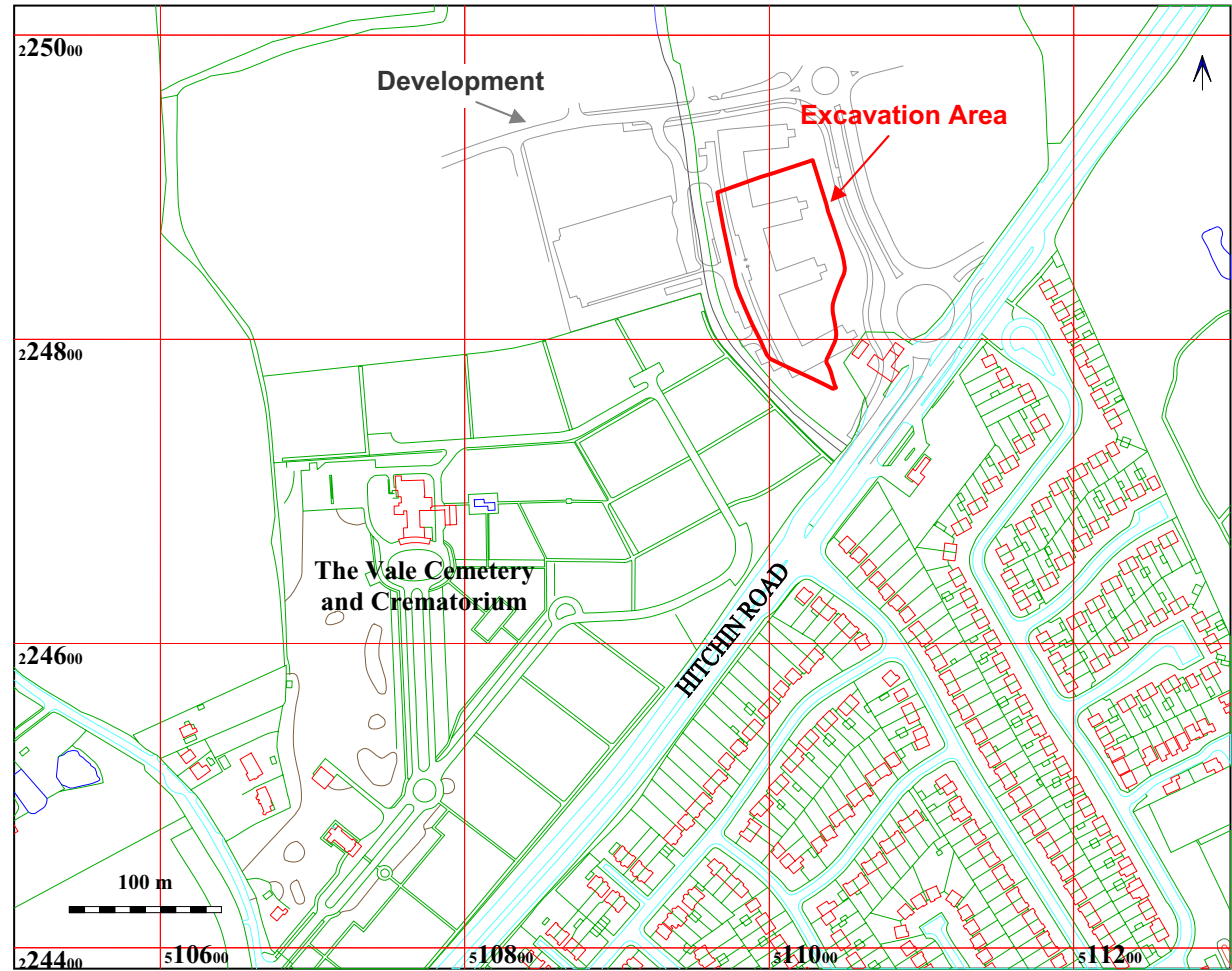 225000
Development
Excavation Area
224800
The Vale Cemetery
and Crematorium
HITCHIN ROAD
224600
100 m
224400
510600
510800
511000
511200